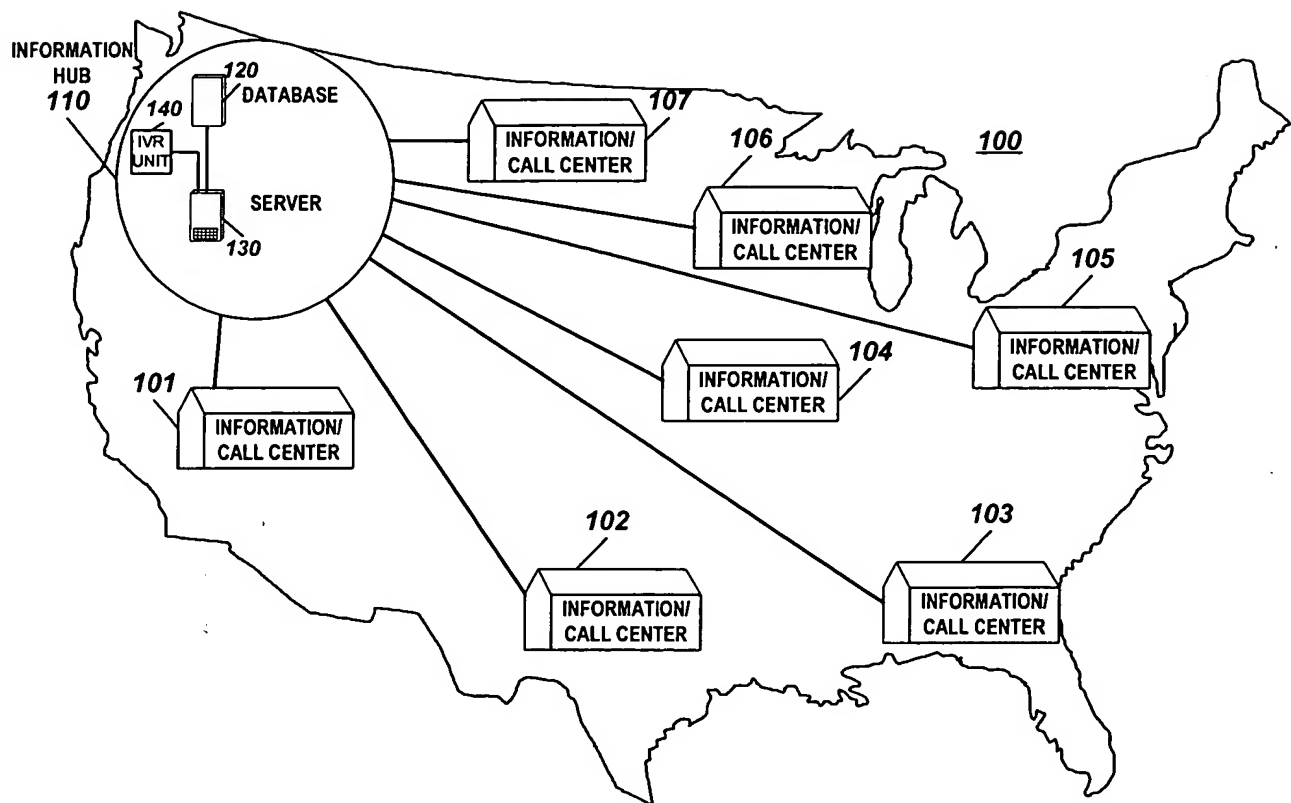 INFORMATION
HUB
110
120
DATABASE
140
IVR
UNIT
SERVER
130
INFORMATION/
CALL CENTER
107
106
INFORMATION/
CALL CENTER
100
105
INFORMATION/
CALL CENTER
104
INFORMATION/
CALL CENTER
101
INFORMATION/
CALL CENTER
102
INFORMATION/
CALL CENTER
103
INFORMATION/
CALL CENTER